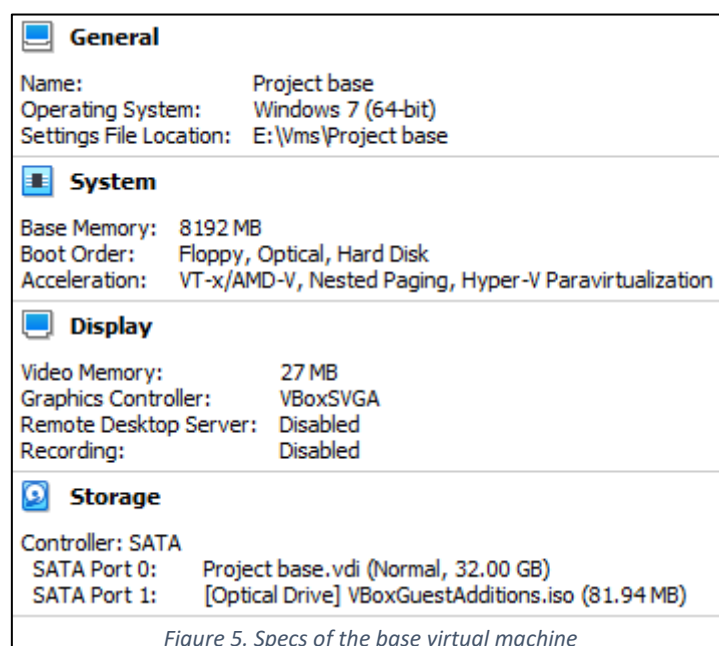 General
Name: Project base
Operating System: Windows 7 (64-bit)
Settings File Location: E:\Vms\Project base
System
Base Memory: 8192 MB
Boot Order: Floppy, Optical, Hard Disk
Acceleration: VT-x/AMD-V, Nested Paging, Hyper-V Paravirtualization
Display
Video Memory: 27 MB
Graphics Controller: VBoxSVGA
Remote Desktop Server: Disabled
Recording: Disabled
Storage
Controller: SATA
SATA Port 0: Project base.vdi (Normal, 32.00 GB)
SATA Port 1: [Optical Drive] VBoxGuestAdditions.iso (81.94 MB)
Figure 5. Specs of the base virtual machine